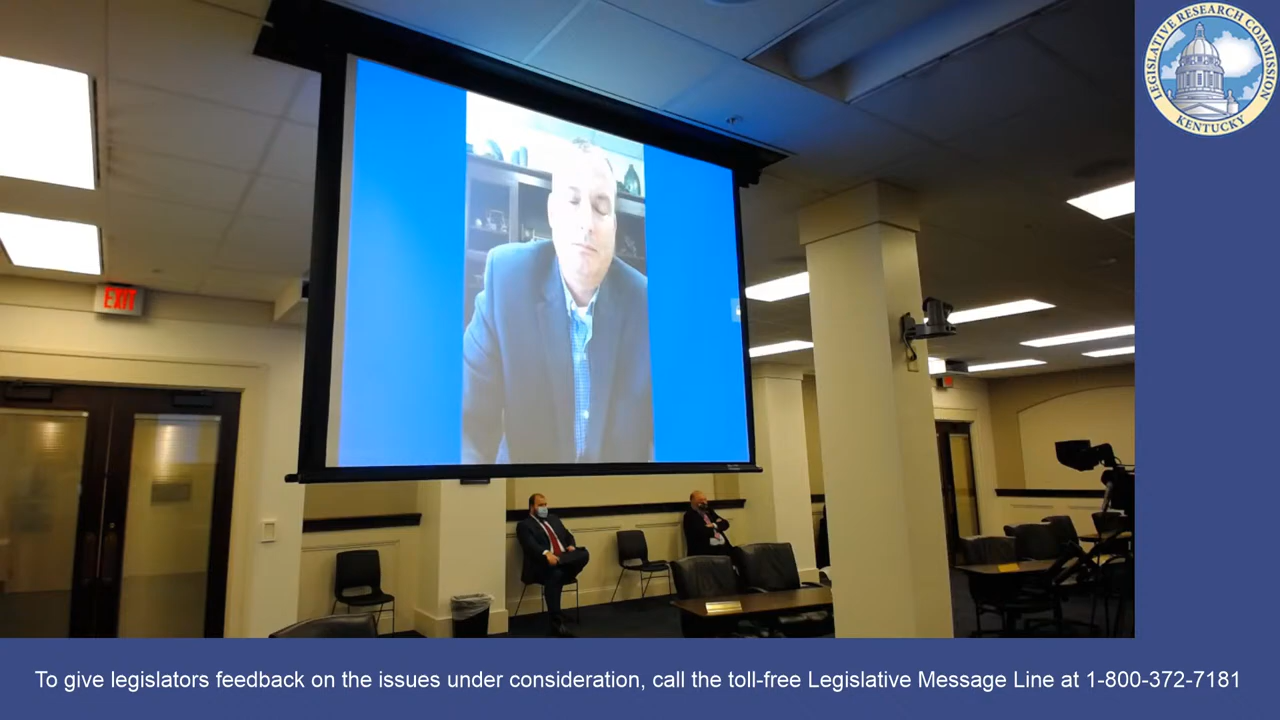 LEGISLATIVE RESEARCH COMMISSION
KENTUCKY
EXIT
To give legislators feedback on the issues under consideration, call the toll-free Legislative Message Line at 1-800-372-7181